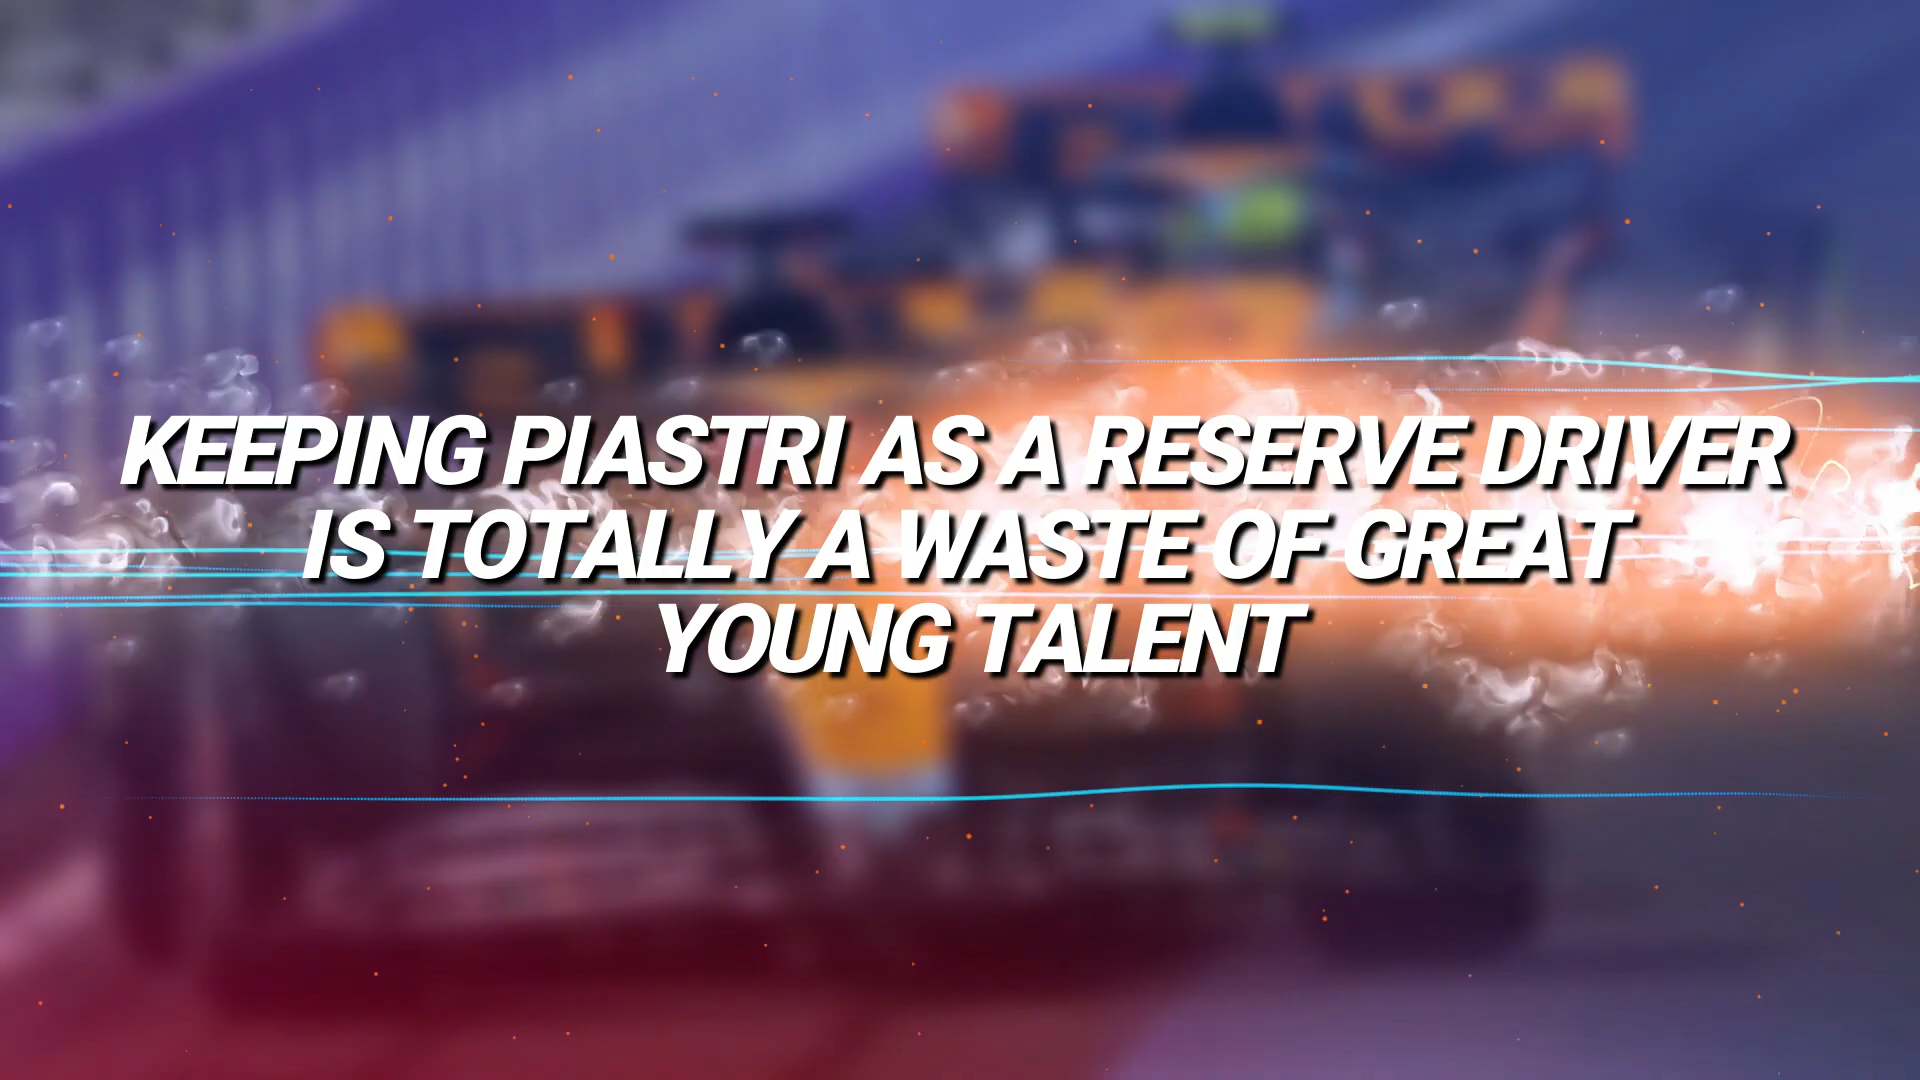 KEEPING PIASTRI AS A RESERVE DRIVER
IS TOTALLY A WASTE OF GREAT
YOUNG TALENT